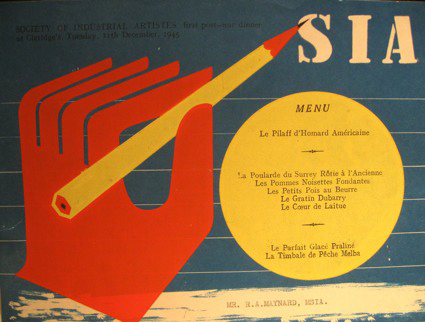 SOCIETY OF INDUSTRIAL ARTISTES first post-war dinner
at Claridge's, Tuesday, 11th December, 1945
SIA
MENU
Le Pilaff d'Homard Américaine
La Poularde du Surrey Rôtie à l'Ancienne
Les Pommes Noisettes Fondantes
Les Petits Pois au Beurre
Le Gratin Dubarry
Le Cœur de Laitue
Le Parfait Glacé Praliné
La Timbale de Pêche Melba
MR. R.A.MAYNARD, MSIA.